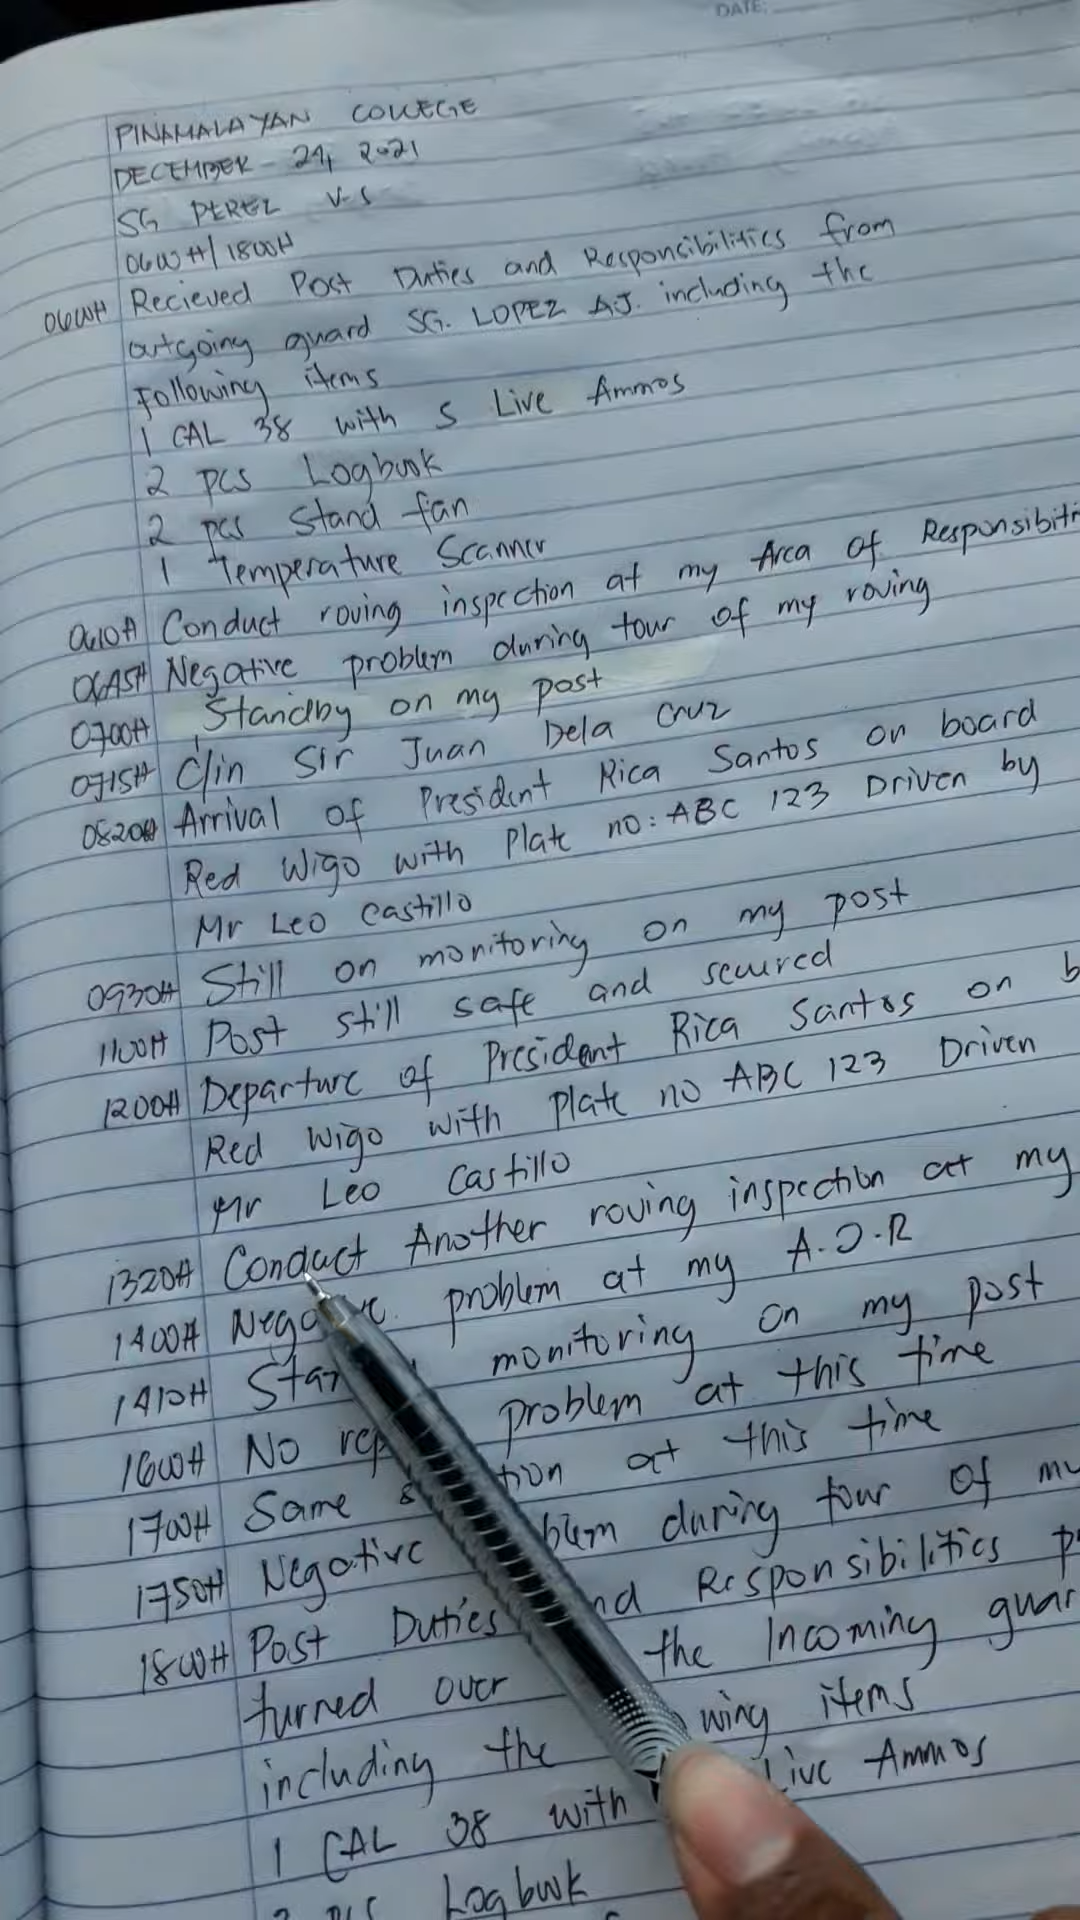 DATE:
PINAMALAYAN COLLEGE
DECEMBER - 24, 2021
SG PEREZ V.S
0600H/1800H
0600H Recieved Post Duties and Responsibilities from
outgoing guard SG. LOPEZ A.J. including the
Following items
1 CAL 38 with 5 Live Ammos
2 pcs Logbook
2 pcs Stand fan
1 Temperature Scanner
0610H Conduct roving inspection at my Area of Responsibiti
0645H Negative problem during tour of my roving
0700H Standby on my post
0715H C/in Sir Juan Dela Cruz
0820H Arrival of President Rica Santos on board
Red Wigo with Plate no: ABC 123 Driven by
Mr Leo Castillo
0930H Still on monitoring on my post
1100H Post still safe and secured
1200H Departure of President Rica Santos on b
Red Wigo with plate no ABC 123 Driven
Mr Leo Castillo
1320H Conduct Another roving inspection at my
1400H problem at my A.O.R
1410H monitoring on my post
1600H No problem at this time
1700H Same at this time
1750H Negative during tour of my
1800H Post Duties Responsibilities
turned over the Incoming guar
including the items
1 CAL 38 with Live Ammos
Logbook